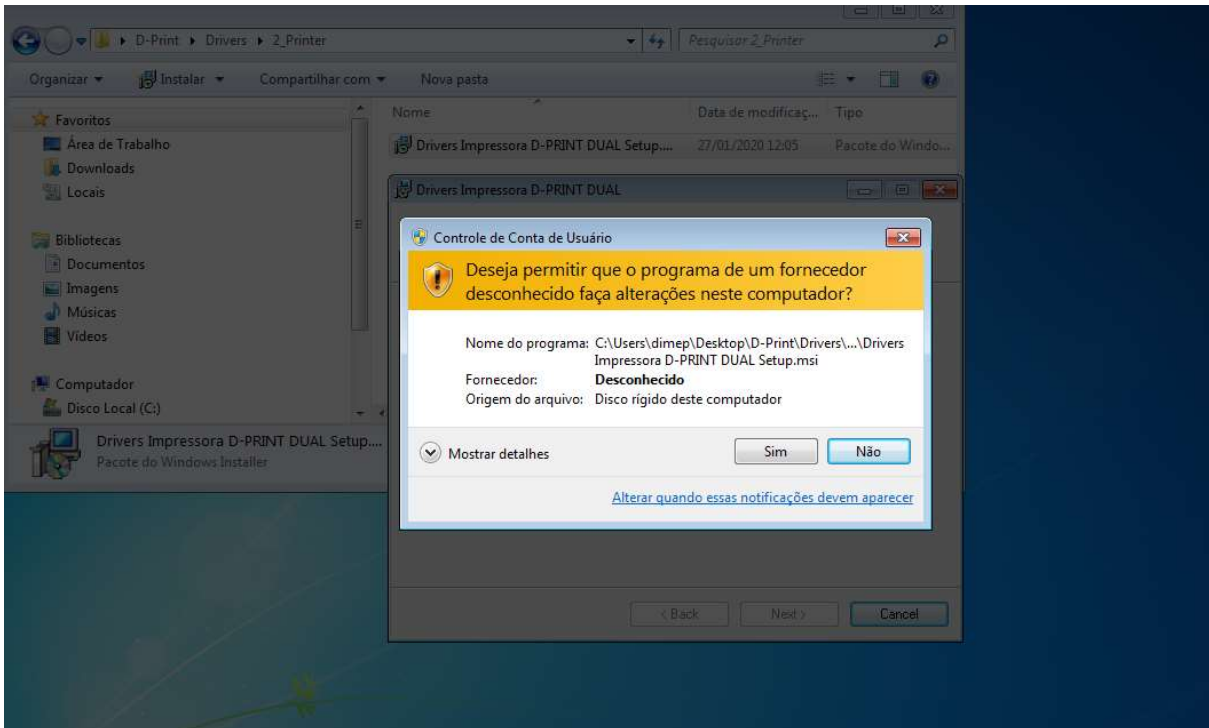 D-Print ▸ Drivers ▸ 2_Printer
Pesquisar 2_Printer
Organizar
Instalar
Compartilhar com
Nova pasta
Favoritos
Área de Trabalho
Downloads
Locais
Bibliotecas
Documentos
Imagens
Músicas
Vídeos
Computador
Disco Local (C:)
Nome
Data de modificaç...
Tipo
Drivers Impressora D-PRINT DUAL Setup....
27/01/2020 12:05
Pacote do Windo...
Drivers Impressora D-PRINT DUAL
Controle de Conta de Usuário
Deseja permitir que o programa de um fornecedor
desconhecido faça alterações neste computador?
Nome do programa: C:\Users\dimep\Desktop\D-Print\Drivers\...\Drivers
Impressora D-PRINT DUAL Setup.msi
Fornecedor: Desconhecido
Origem do arquivo: Disco rígido deste computador
Mostrar detalhes
Sim
Não
Alterar quando essas notificações devem aparecer
Drivers Impressora D-PRINT DUAL Setup....
Pacote do Windows Installer
< Back
Next >
Cancel